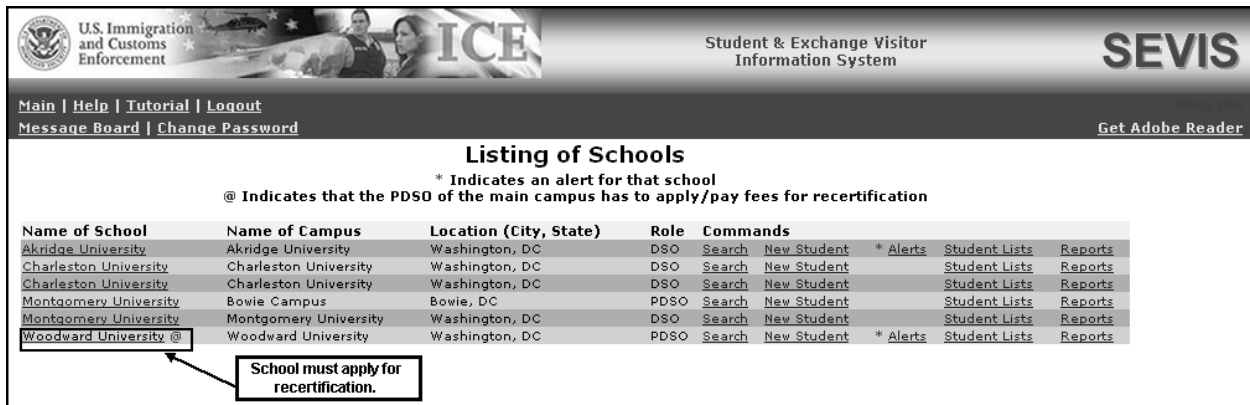 U.S. Immigration
and Customs
Enforcement
ICE
Student & Exchange Visitor
Information System
SEVIS
Main | Help | Tutorial | Logout
Message Board | Change Password
Get Adobe Reader
Listing of Schools
* Indicates an alert for that school
@ Indicates that the PDSO of the main campus has to apply/pay fees for recertification
Name of School Name of Campus Location (City, State) Role Commands
Akridge University Akridge University Washington, DC DSO Search New Student * Alerts Student Lists Reports
Charleston University Charleston University Washington, DC DSO Search New Student Student Lists Reports
Charleston University Charleston University Washington, DC DSO Search New Student Student Lists Reports
Montgomery University Bowie Campus Bowie, DC PDSO Search New Student Student Lists Reports
Montgomery University Montgomery University Washington, DC DSO Search New Student Student Lists Reports
Woodward University @ Woodward University Washington, DC PDSO Search New Student * Alerts Student Lists Reports
School must apply for
recertification.